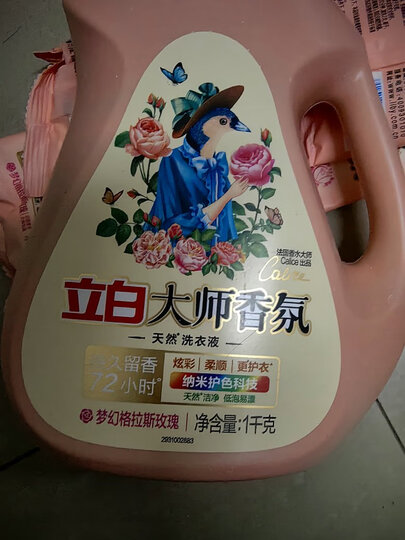 法国香水大师
Calice 出品
Calice
立白大师香氛
天然*洗衣液
持久留香
72小时*
炫彩 柔顺 更护衣*
纳米护色科技
天然*洁净 低泡易漂
梦幻格拉斯玫瑰
净含量:1千克
2931002683